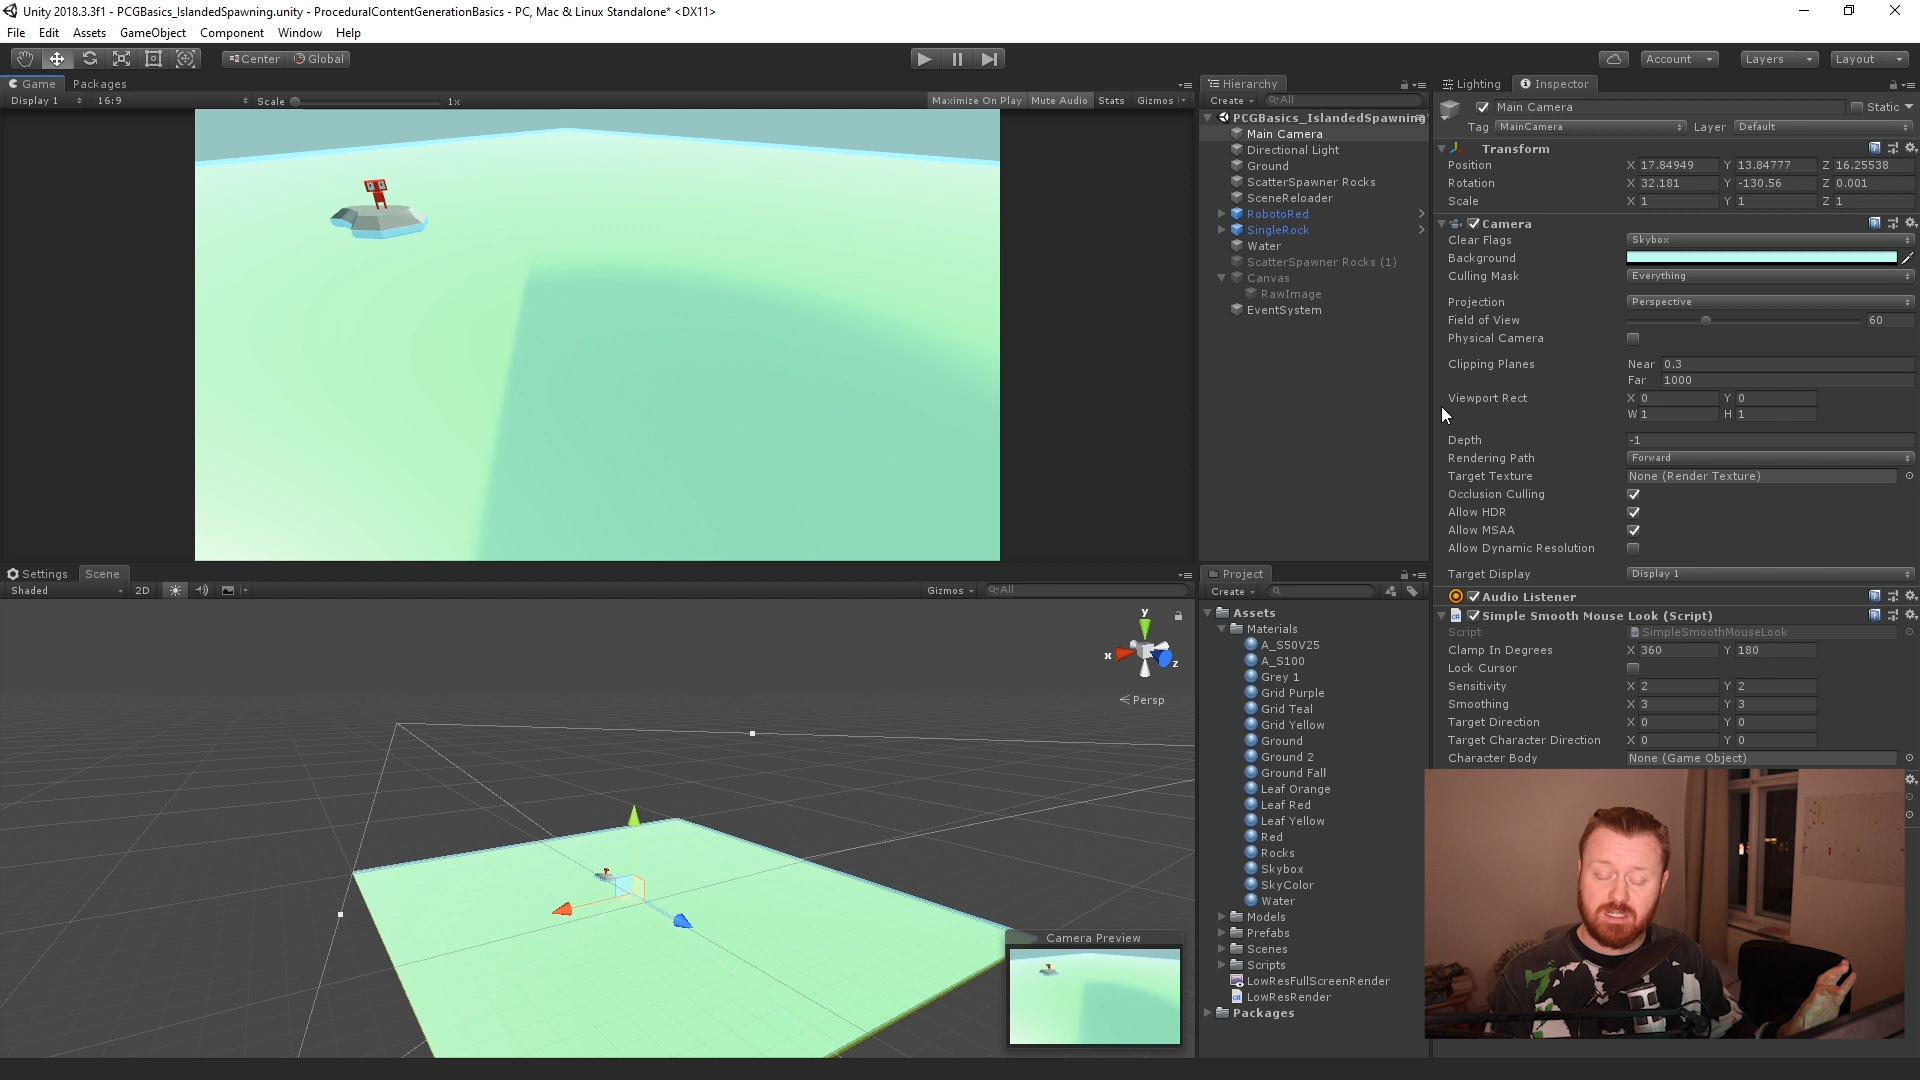 Unity 2018.3.3f1 - PCGBasics_IslandedSpawning.unity - ProceduralContentGenerationBasics - PC, Mac & Linux Standalone* <DX11>
File Edit Assets GameObject Component Window Help
Center Global Account Layers Layout
Game Packages
Display 1 16:9 Scale 1x Maximize On Play Mute Audio Stats Gizmos
Settings Scene
Shaded 2D Gizmos All
y
x
z
Persp
Camera Preview
Hierarchy
Create All
PCGBasics_IslandedSpawning
Main Camera
Directional Light
Ground
ScatterSpawner Rocks
SceneReloader
RobotoRed
SingleRock
Water
ScatterSpawner Rocks (1)
Canvas
RawImage
EventSystem
Project
Create
Assets
Materials
A_S50V25
A_S100
Grey 1
Grid Purple
Grid Teal
Grid Yellow
Ground
Ground 2
Ground Fall
Leaf Orange
Leaf Red
Leaf Yellow
Red
Rocks
Skybox
SkyColor
Water
Models
Prefabs
Scenes
Scripts
LowResFullScreenRender
LowResRender
Packages
Lighting Inspector
Main Camera Static
Tag MainCamera Layer Default
Transform
Position X 17.84949 Y 13.84777 Z 16.25538
Rotation X 32.181 Y -130.56 Z 0.001
Scale X 1 Y 1 Z 1
Camera
Clear Flags Skybox
Background
Culling Mask Everything
Projection Perspective
Field of View 60
Physical Camera
Clipping Planes Near 0.3
Far 1000
Viewport Rect X 0 Y 0
W 1 H 1
Depth -1
Rendering Path Forward
Target Texture None (Render Texture)
Occlusion Culling
Allow HDR
Allow MSAA
Allow Dynamic Resolution
Target Display Display 1
Audio Listener
Simple Smooth Mouse Look (Script)
Script SimpleSmoothMouseLook
Clamp In Degrees X 360 Y 180
Lock Cursor
Sensitivity X 2 Y 2
Smoothing X 3 Y 3
Target Direction X 0 Y 0
Target Character Direction X 0 Y 0
Character Body None (Game Object)